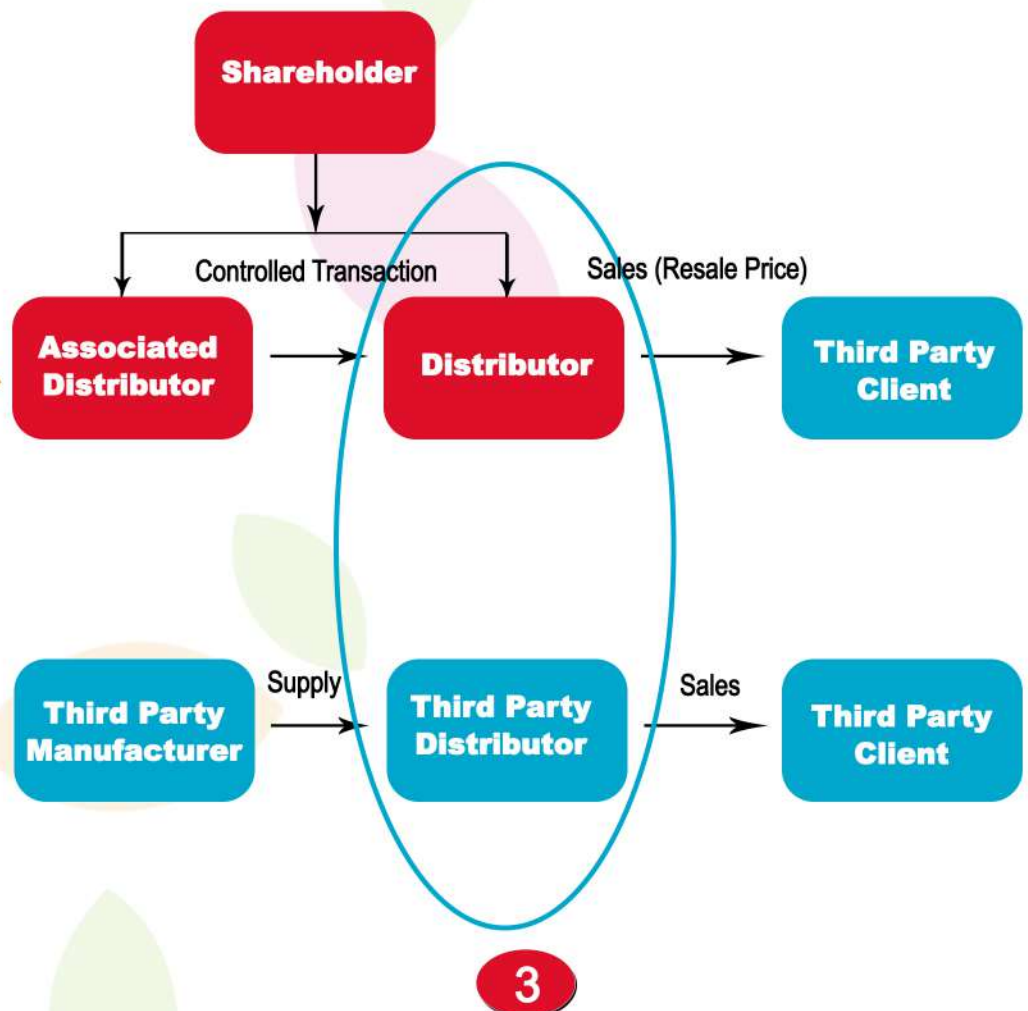 Shareholder
Controlled Transaction
Sales (Resale Price)
Associated
Distributor
Distributor
Third Party
Client
Supply
Sales
Third Party
Manufacturer
Third Party
Distributor
Third Party
Client
3